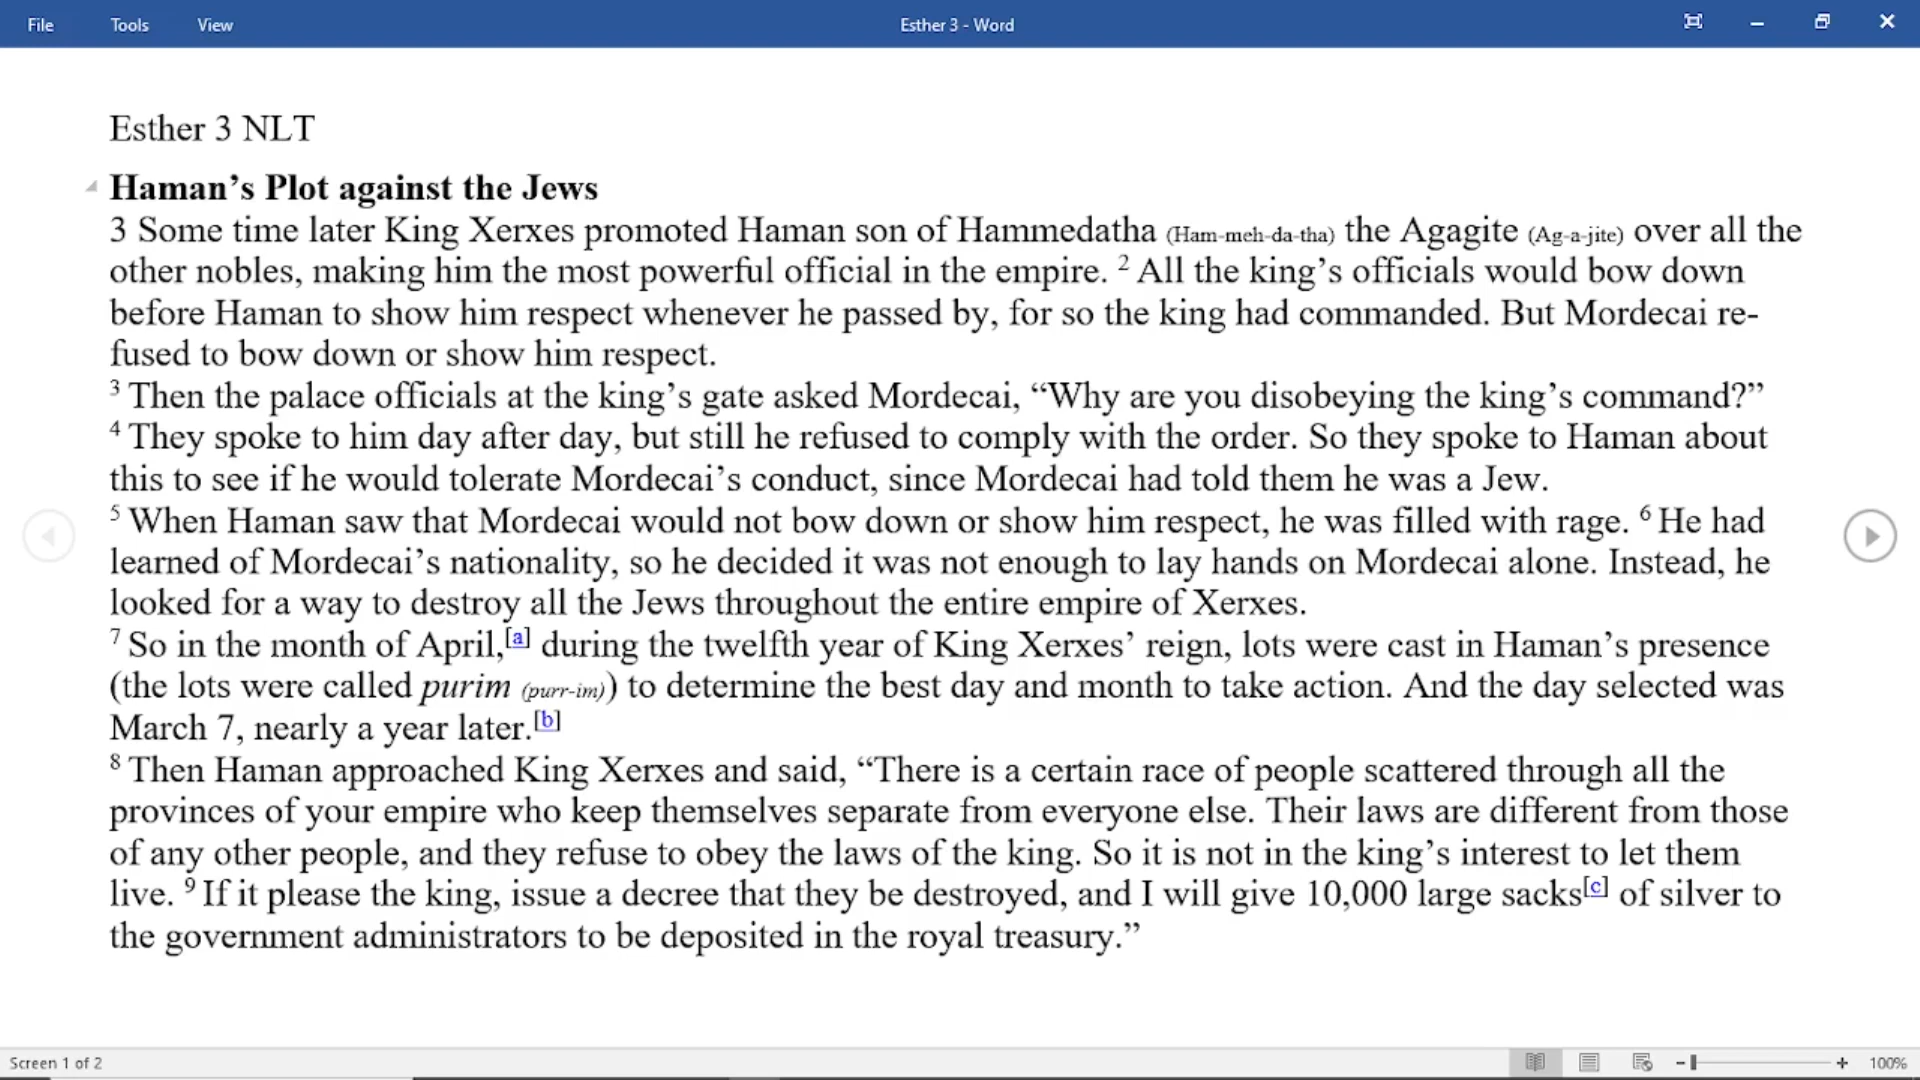 File Tools View Esther 3 - Word
Esther 3 NLT
Haman’s Plot against the Jews
3 Some time later King Xerxes promoted Haman son of Hammedatha (Ham-meh-da-tha) the Agagite (Ag-a-jite) over all the
other nobles, making him the most powerful official in the empire. 2 All the king’s officials would bow down
before Haman to show him respect whenever he passed by, for so the king had commanded. But Mordecai re-
fused to bow down or show him respect.
3 Then the palace officials at the king’s gate asked Mordecai, “Why are you disobeying the king’s command?”
4 They spoke to him day after day, but still he refused to comply with the order. So they spoke to Haman about
this to see if he would tolerate Mordecai’s conduct, since Mordecai had told them he was a Jew.
5 When Haman saw that Mordecai would not bow down or show him respect, he was filled with rage. 6 He had
learned of Mordecai’s nationality, so he decided it was not enough to lay hands on Mordecai alone. Instead, he
looked for a way to destroy all the Jews throughout the entire empire of Xerxes.
7 So in the month of April,[a] during the twelfth year of King Xerxes’ reign, lots were cast in Haman’s presence
(the lots were called purim (purr-im)) to determine the best day and month to take action. And the day selected was
March 7, nearly a year later.[b]
8 Then Haman approached King Xerxes and said, “There is a certain race of people scattered through all the
provinces of your empire who keep themselves separate from everyone else. Their laws are different from those
of any other people, and they refuse to obey the laws of the king. So it is not in the king’s interest to let them
live. 9 If it please the king, issue a decree that they be destroyed, and I will give 10,000 large sacks[c] of silver to
the government administrators to be deposited in the royal treasury.”
Screen 1 of 2 100%